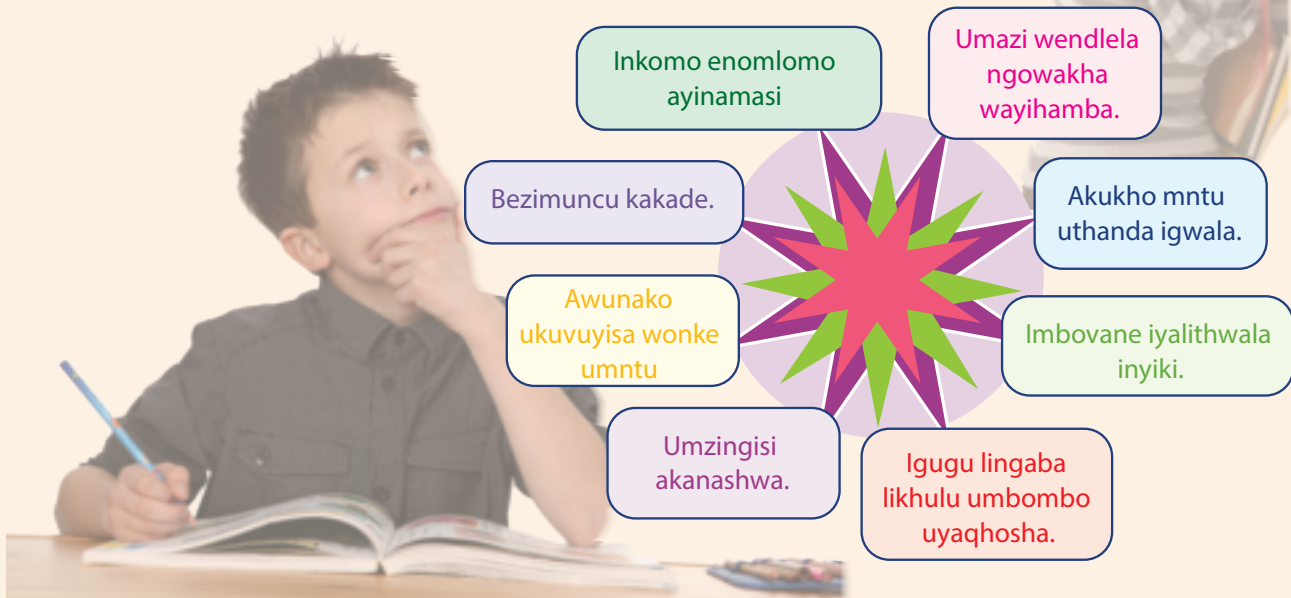 Inkomo enomlomo
ayinamasi
Umazi wendlela
ngowakha
wayihamba.
Bezimuncu kakade.
Akukho mntu
uthanda igwala.
Awunako
ukuvuyisa wonke
umntu
Imbovane iyalithwala
inyiki.
Umzingisi
akanashwa.
Igugu lingaba
likhulu umbombo
uyaqhosha.